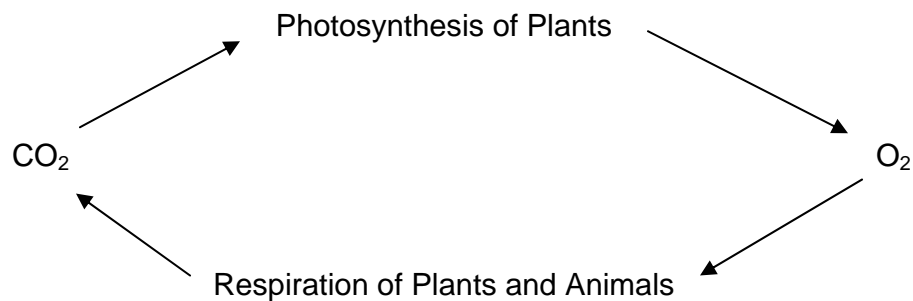 Photosynthesis of Plants
CO₂
O₂
Respiration of Plants and Animals